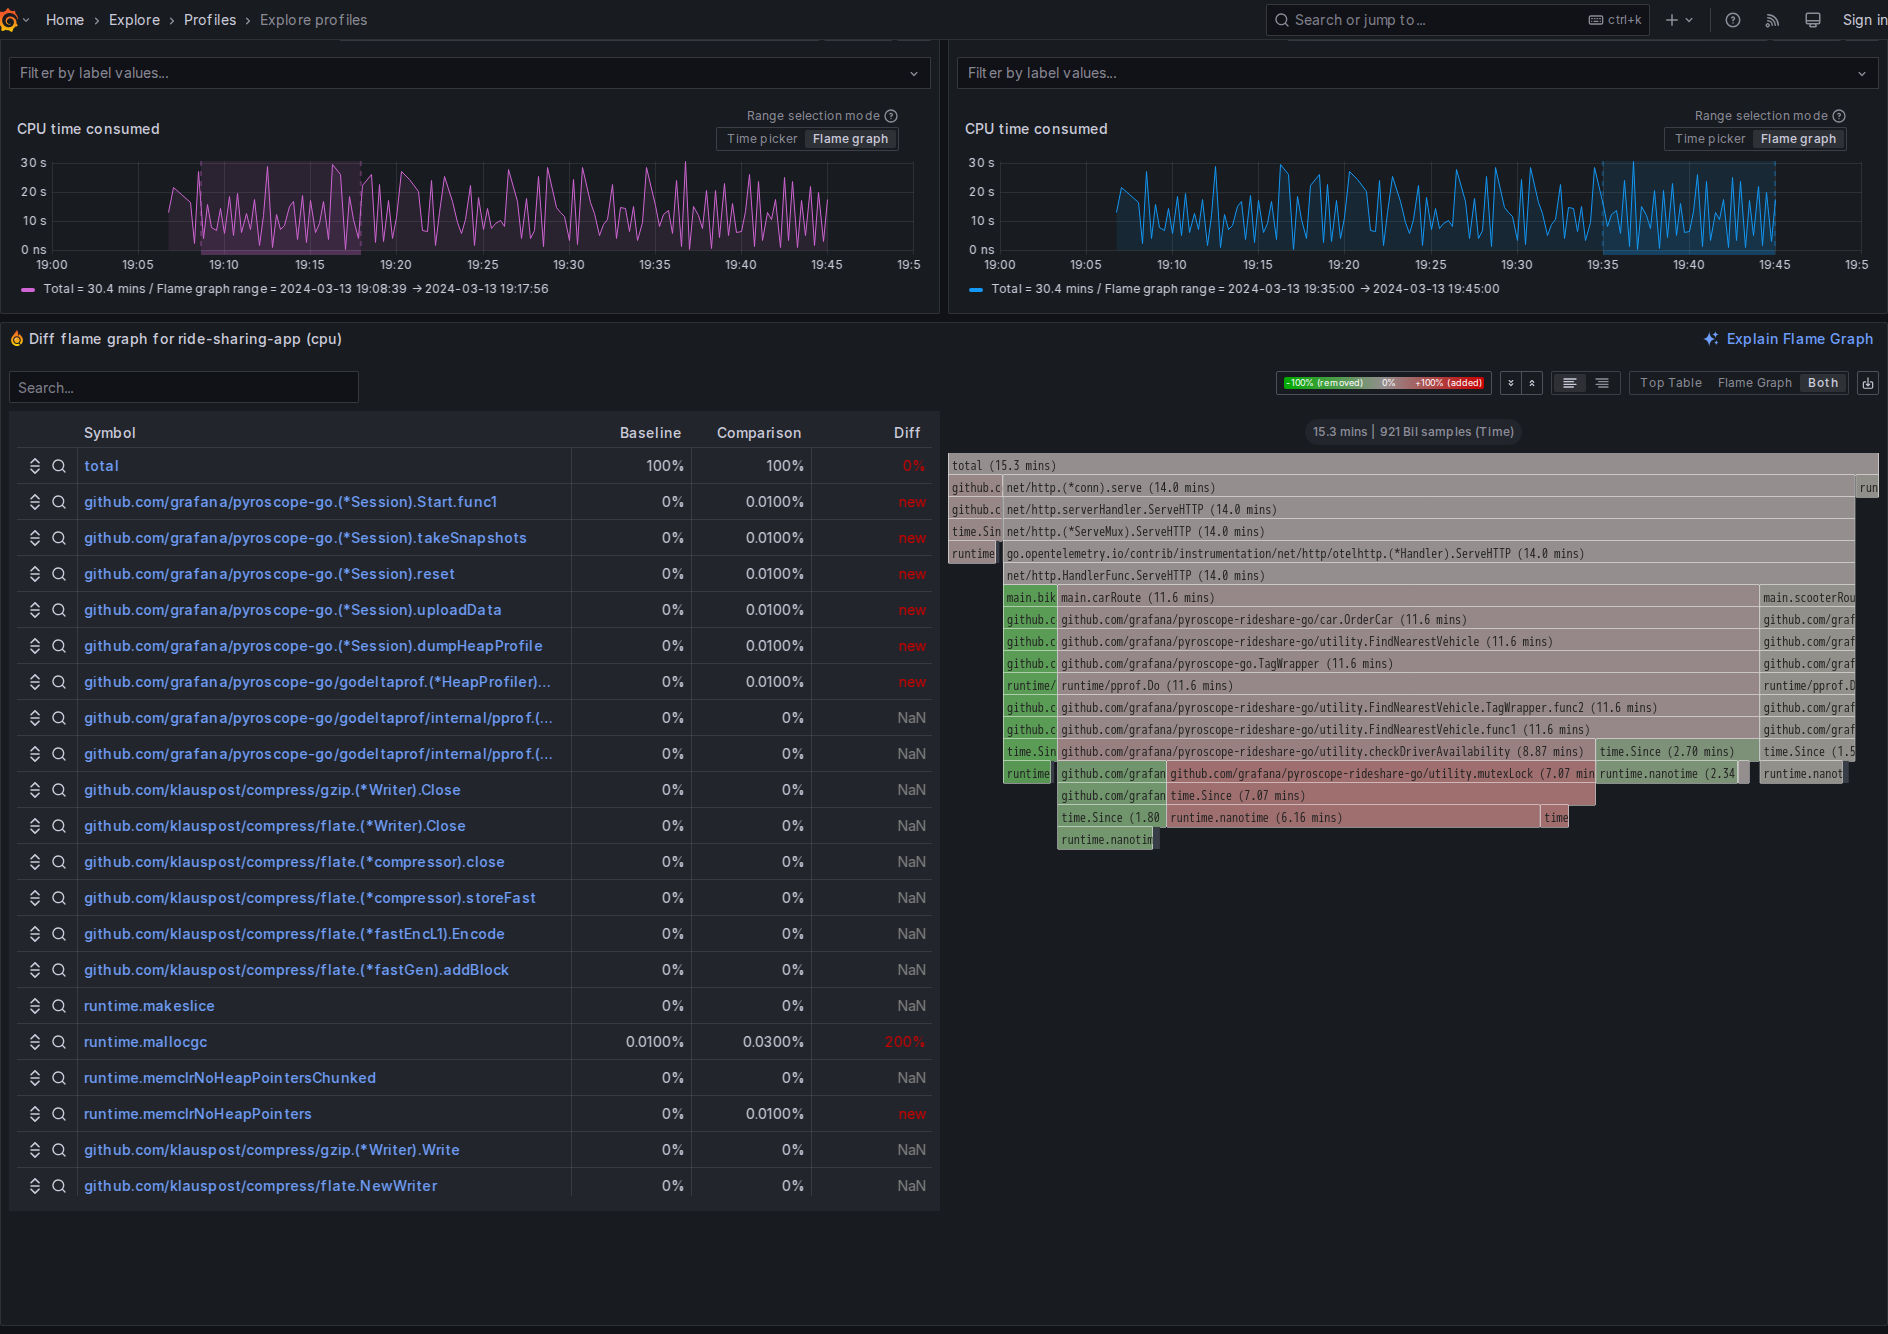 Home › Explore › Profiles › Explore profiles
Search or jump to...
ctrl+k
Sign in
Filter by label values...
CPU time consumed
Range selection mode
Time picker
Flame graph
30 s
20 s
10 s
0 ns
19:00
19:05
19:10
19:15
19:20
19:25
19:30
19:35
19:40
19:45
19:5
Total = 30.4 mins / Flame graph range = 2024-03-13 19:08:39 → 2024-03-13 19:17:56
Filter by label values...
CPU time consumed
Range selection mode
Time picker
Flame graph
30 s
20 s
10 s
0 ns
19:00
19:05
19:10
19:15
19:20
19:25
19:30
19:35
19:40
19:45
19:5
Total = 30.4 mins / Flame graph range = 2024-03-13 19:35:00 → 2024-03-13 19:45:00
Diff flame graph for ride-sharing-app (cpu)
Explain Flame Graph
Search...
-100% (removed) 0% +100% (added)
Top Table
Flame Graph
Both
Symbol Baseline Comparison Diff
total 100% 100% 0%
github.com/grafana/pyroscope-go.(*Session).Start.func1 0% 0.0100% new
github.com/grafana/pyroscope-go.(*Session).takeSnapshots 0% 0.0100% new
github.com/grafana/pyroscope-go.(*Session).reset 0% 0.0100% new
github.com/grafana/pyroscope-go.(*Session).uploadData 0% 0.0100% new
github.com/grafana/pyroscope-go.(*Session).dumpHeapProfile 0% 0.0100% new
github.com/grafana/pyroscope-go/godeltaprof.(*HeapProfiler)... 0% 0.0100% new
github.com/grafana/pyroscope-go/godeltaprof/internal/pprof.(... 0% 0% NaN
github.com/grafana/pyroscope-go/godeltaprof/internal/pprof.(... 0% 0% NaN
github.com/klauspost/compress/gzip.(*Writer).Close 0% 0% NaN
github.com/klauspost/compress/flate.(*Writer).Close 0% 0% NaN
github.com/klauspost/compress/flate.(*compressor).close 0% 0% NaN
github.com/klauspost/compress/flate.(*compressor).storeFast 0% 0% NaN
github.com/klauspost/compress/flate.(*fastEncL1).Encode 0% 0% NaN
github.com/klauspost/compress/flate.(*fastGen).addBlock 0% 0% NaN
runtime.makeslice 0% 0% NaN
runtime.mallocgc 0.0100% 0.0300% 200%
runtime.memclrNoHeapPointersChunked 0% 0% NaN
runtime.memclrNoHeapPointers 0% 0.0100% new
github.com/klauspost/compress/gzip.(*Writer).Write 0% 0% NaN
github.com/klauspost/compress/flate.NewWriter 0% 0% NaN
15.3 mins | 921 Bil samples (Time)
total (15.3 mins)
github.c net/http.(*conn).serve (14.0 mins) run
github.c net/http.serverHandler.ServeHTTP (14.0 mins)
time.Sin net/http.(*ServeMux).ServeHTTP (14.0 mins)
runtime go.opentelemetry.io/contrib/instrumentation/net/http/otelhttp.(*Handler).ServeHTTP (14.0 mins)
net/http.HandlerFunc.ServeHTTP (14.0 mins)
main.bik main.carRoute (11.6 mins) main.scooterRou
github.c github.com/grafana/pyroscope-rideshare-go/car.OrderCar (11.6 mins) github.com/graf
github.c github.com/grafana/pyroscope-rideshare-go/utility.FindNearestVehicle (11.6 mins) github.com/graf
github.c github.com/grafana/pyroscope-go.TagWrapper (11.6 mins) github.com/graf
runtime/ runtime/pprof.Do (11.6 mins) runtime/pprof.D
github.c github.com/grafana/pyroscope-rideshare-go/utility.FindNearestVehicle.TagWrapper.func2 (11.6 mins) github.com/graf
github.c github.com/grafana/pyroscope-rideshare-go/utility.FindNearestVehicle.func1 (11.6 mins) github.com/graf
time.Sin github.com/grafana/pyroscope-rideshare-go/utility.checkDriverAvailability (8.87 mins) time.Since (2.70 mins) time.Since (1.5
runtime github.com/grafan github.com/grafana/pyroscope-rideshare-go/utility.mutexLock (7.07 min runtime.nanotime (2.34 runtime.nanot
github.com/grafan time.Since (7.07 mins)
time.Since (1.80 runtime.nanotime (6.16 mins) time
runtime.nanotim